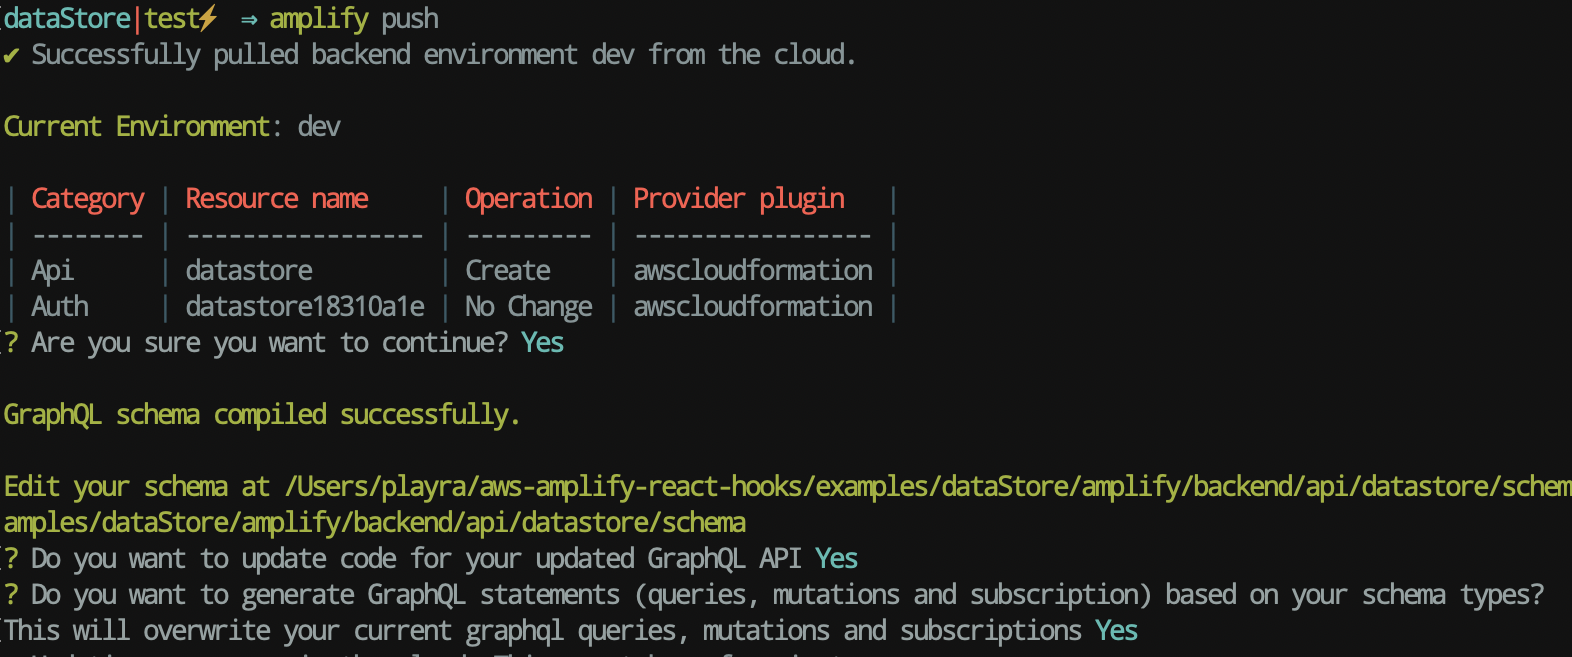 dataStore|test⚡ ⇒ amplify push
✔ Successfully pulled backend environment dev from the cloud.
Current Environment: dev
| Category | Resource name     | Operation | Provider plugin   |
| -------- | ----------------- | --------- | ----------------- |
| Api      | datastore         | Create    | awscloudformation |
| Auth     | datastore18310a1e | No Change | awscloudformation |
? Are you sure you want to continue? Yes
GraphQL schema compiled successfully.
Edit your schema at /Users/playra/aws-amplify-react-hooks/examples/dataStore/amplify/backend/api/datastore/schem
amples/dataStore/amplify/backend/api/datastore/schema
? Do you want to update code for your updated GraphQL API Yes
? Do you want to generate GraphQL statements (queries, mutations and subscription) based on your schema types?
This will overwrite your current graphql queries, mutations and subscriptions Yes